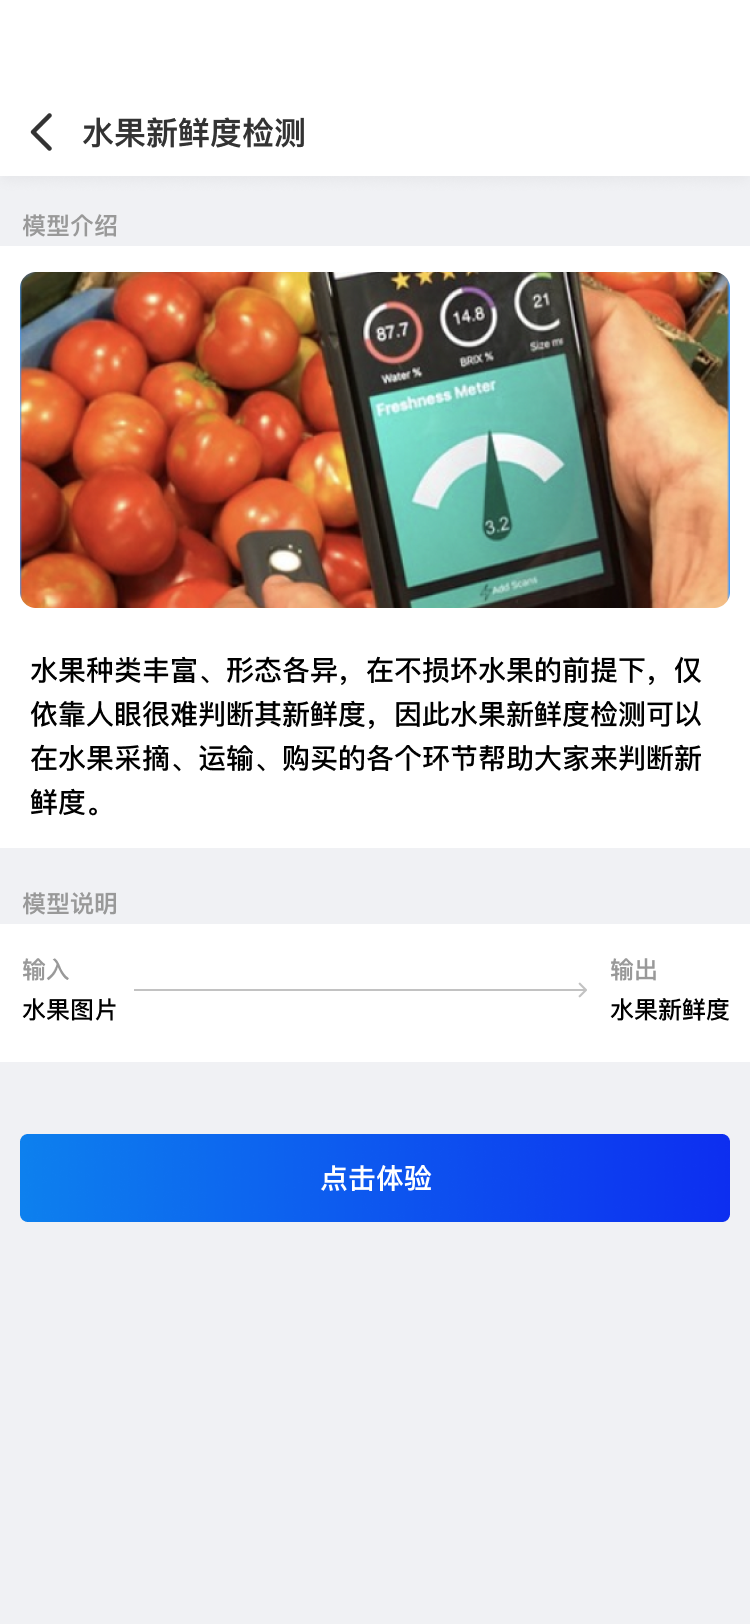 水果新鲜度检测
模型介绍
87.7
14.8
21
Water %
BRIX %
Size mm
Freshness Meter
3.2
Add Scans
水果种类丰富、形态各异，在不损坏水果的前提下，仅
依靠人眼很难判断其新鲜度，因此水果新鲜度检测可以
在水果采摘、运输、购买的各个环节帮助大家来判断新
鲜度。
模型说明
输入
输出
水果图片
水果新鲜度
点击体验